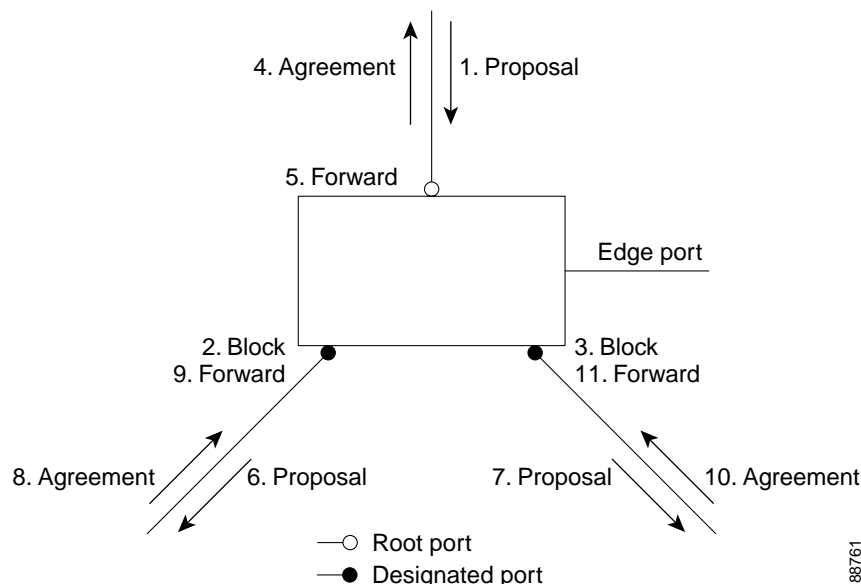 4. Agreement
1. Proposal
5. Forward
Edge port
2. Block
9. Forward
3. Block
11. Forward
8. Agreement
6. Proposal
7. Proposal
10. Agreement
Root port
Designated port
88761